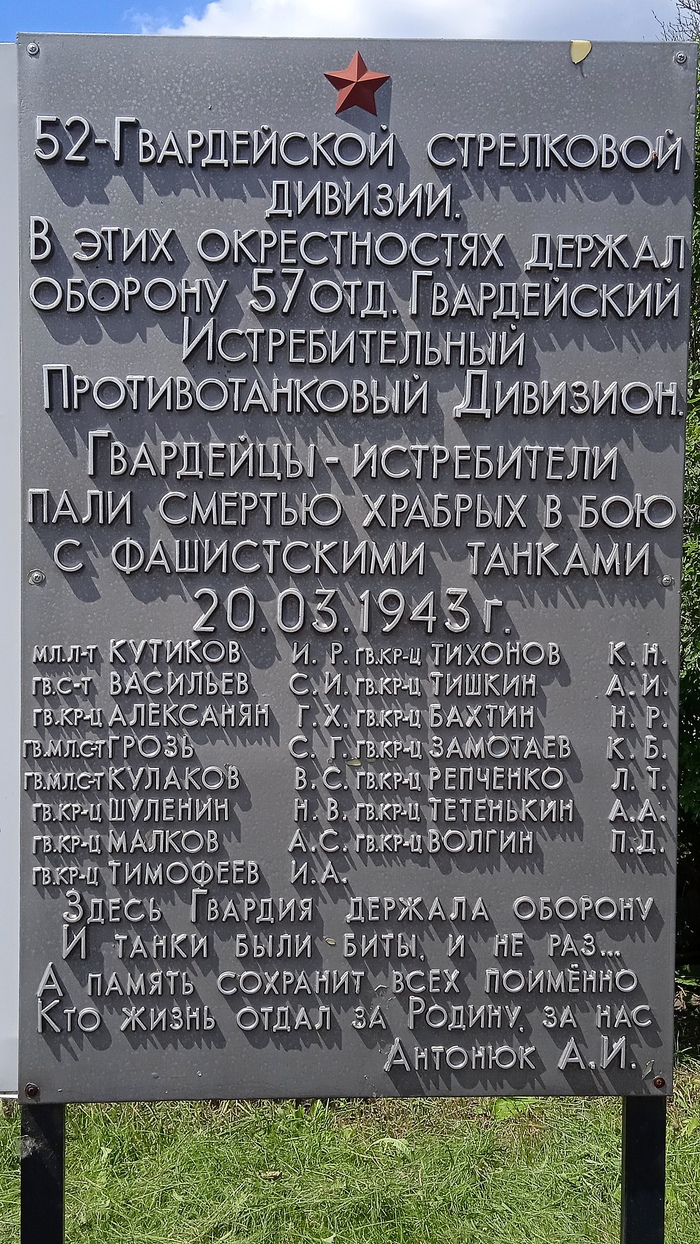 52-Гвардейской стрелковой
дивизии.
В этих окрестностях держал
оборону 57 отд. Гвардейский
Истребительный
Противотанковый Дивизион.
Гвардейцы - истребители
пали смертью храбрых в бою
с фашистскими танками
20.03.1943 г.
мл.л-т КУТИКОВ И. Р. гв.кр-ц ТИХОНОВ К. Н.
гв.с-т ВАСИЛЬЕВ С. И. гв.кр-ц ТИШКИН А. И.
гв.кр-ц АЛЕКСАНЯН Г. Х. гв.кр-ц БАХТИН Н. Р.
гв.мл.с-т ГРОЗЬ С. Г. гв.кр-ц ЗАМОТАЕВ К. Б.
гв.мл.с-т КУЛАКОВ В. С. гв.кр-ц РЕПЧЕНКО Л. Т.
гв.кр-ц ШУЛЕНИН Н. В. гв.кр-ц ТЕТЕНЬКИН А.А.
гв.кр-ц МАЛКОВ А.С. гв.кр-ц ВОЛГИН П.Д.
гв.кр-ц ТИМОФЕЕВ И.А.
Здесь Гвардия держала оборону
И танки были биты, и не раз...
А память сохранит всех поимённо
Кто жизнь отдал за Родину, за нас
Антонюк А.И.